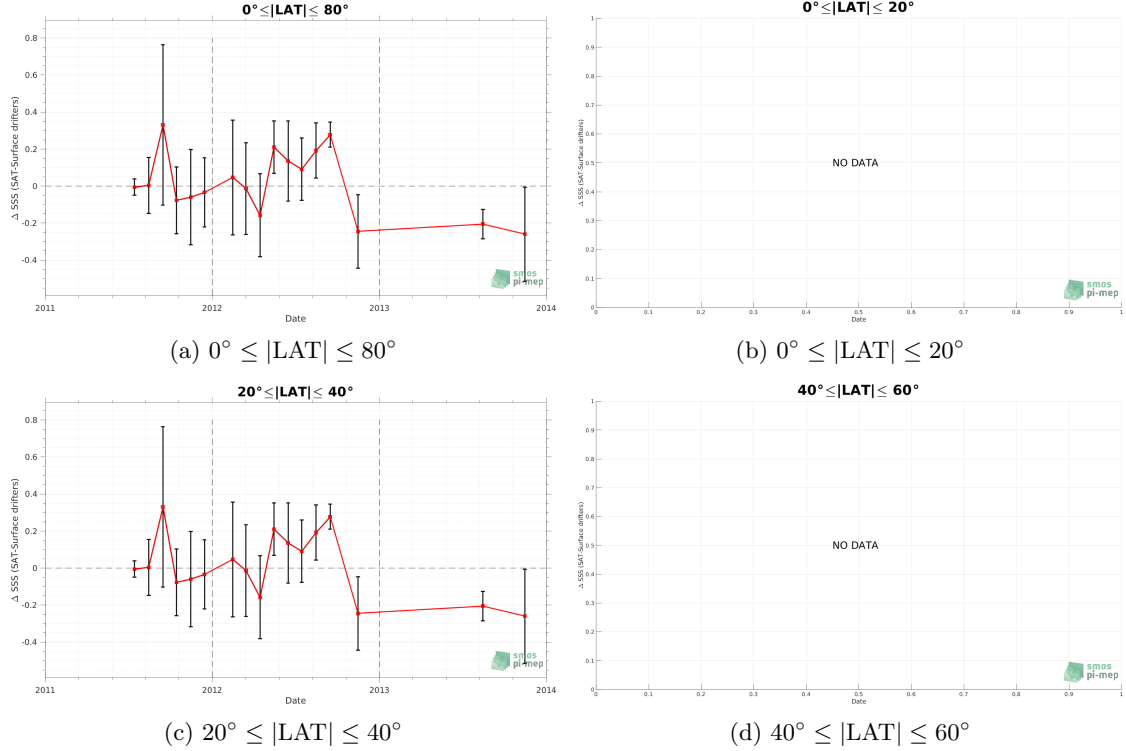 0°≤|LAT|≤ 80°
Δ SSS (SAT-Surface drifters)
0.8
0.6
0.4
0.2
0
-0.2
-0.4
smos
pi-mep
2011
2012
2013
2014
Date
(a) 0° ≤ |LAT| ≤ 80°
0°≤|LAT|≤ 20°
Δ SSS (SAT-Surface drifters)
1
0.9
0.8
0.7
0.6
0.5
0.4
0.3
0.2
0.1
0
NO DATA
smos
pi-mep
0 0.1 0.2 0.3 0.4 0.5 0.6 0.7 0.8 0.9 1
Date
(b) 0° ≤ |LAT| ≤ 20°
20°≤|LAT|≤ 40°
Δ SSS (SAT-Surface drifters)
0.8
0.6
0.4
0.2
0
-0.2
-0.4
smos
pi-mep
2011
2012
2013
2014
Date
(c) 20° ≤ |LAT| ≤ 40°
40°≤|LAT|≤ 60°
Δ SSS (SAT-Surface drifters)
1
0.9
0.8
0.7
0.6
0.5
0.4
0.3
0.2
0.1
0
NO DATA
smos
pi-mep
0 0.1 0.2 0.3 0.4 0.5 0.6 0.7 0.8 0.9 1
Date
(d) 40° ≤ |LAT| ≤ 60°